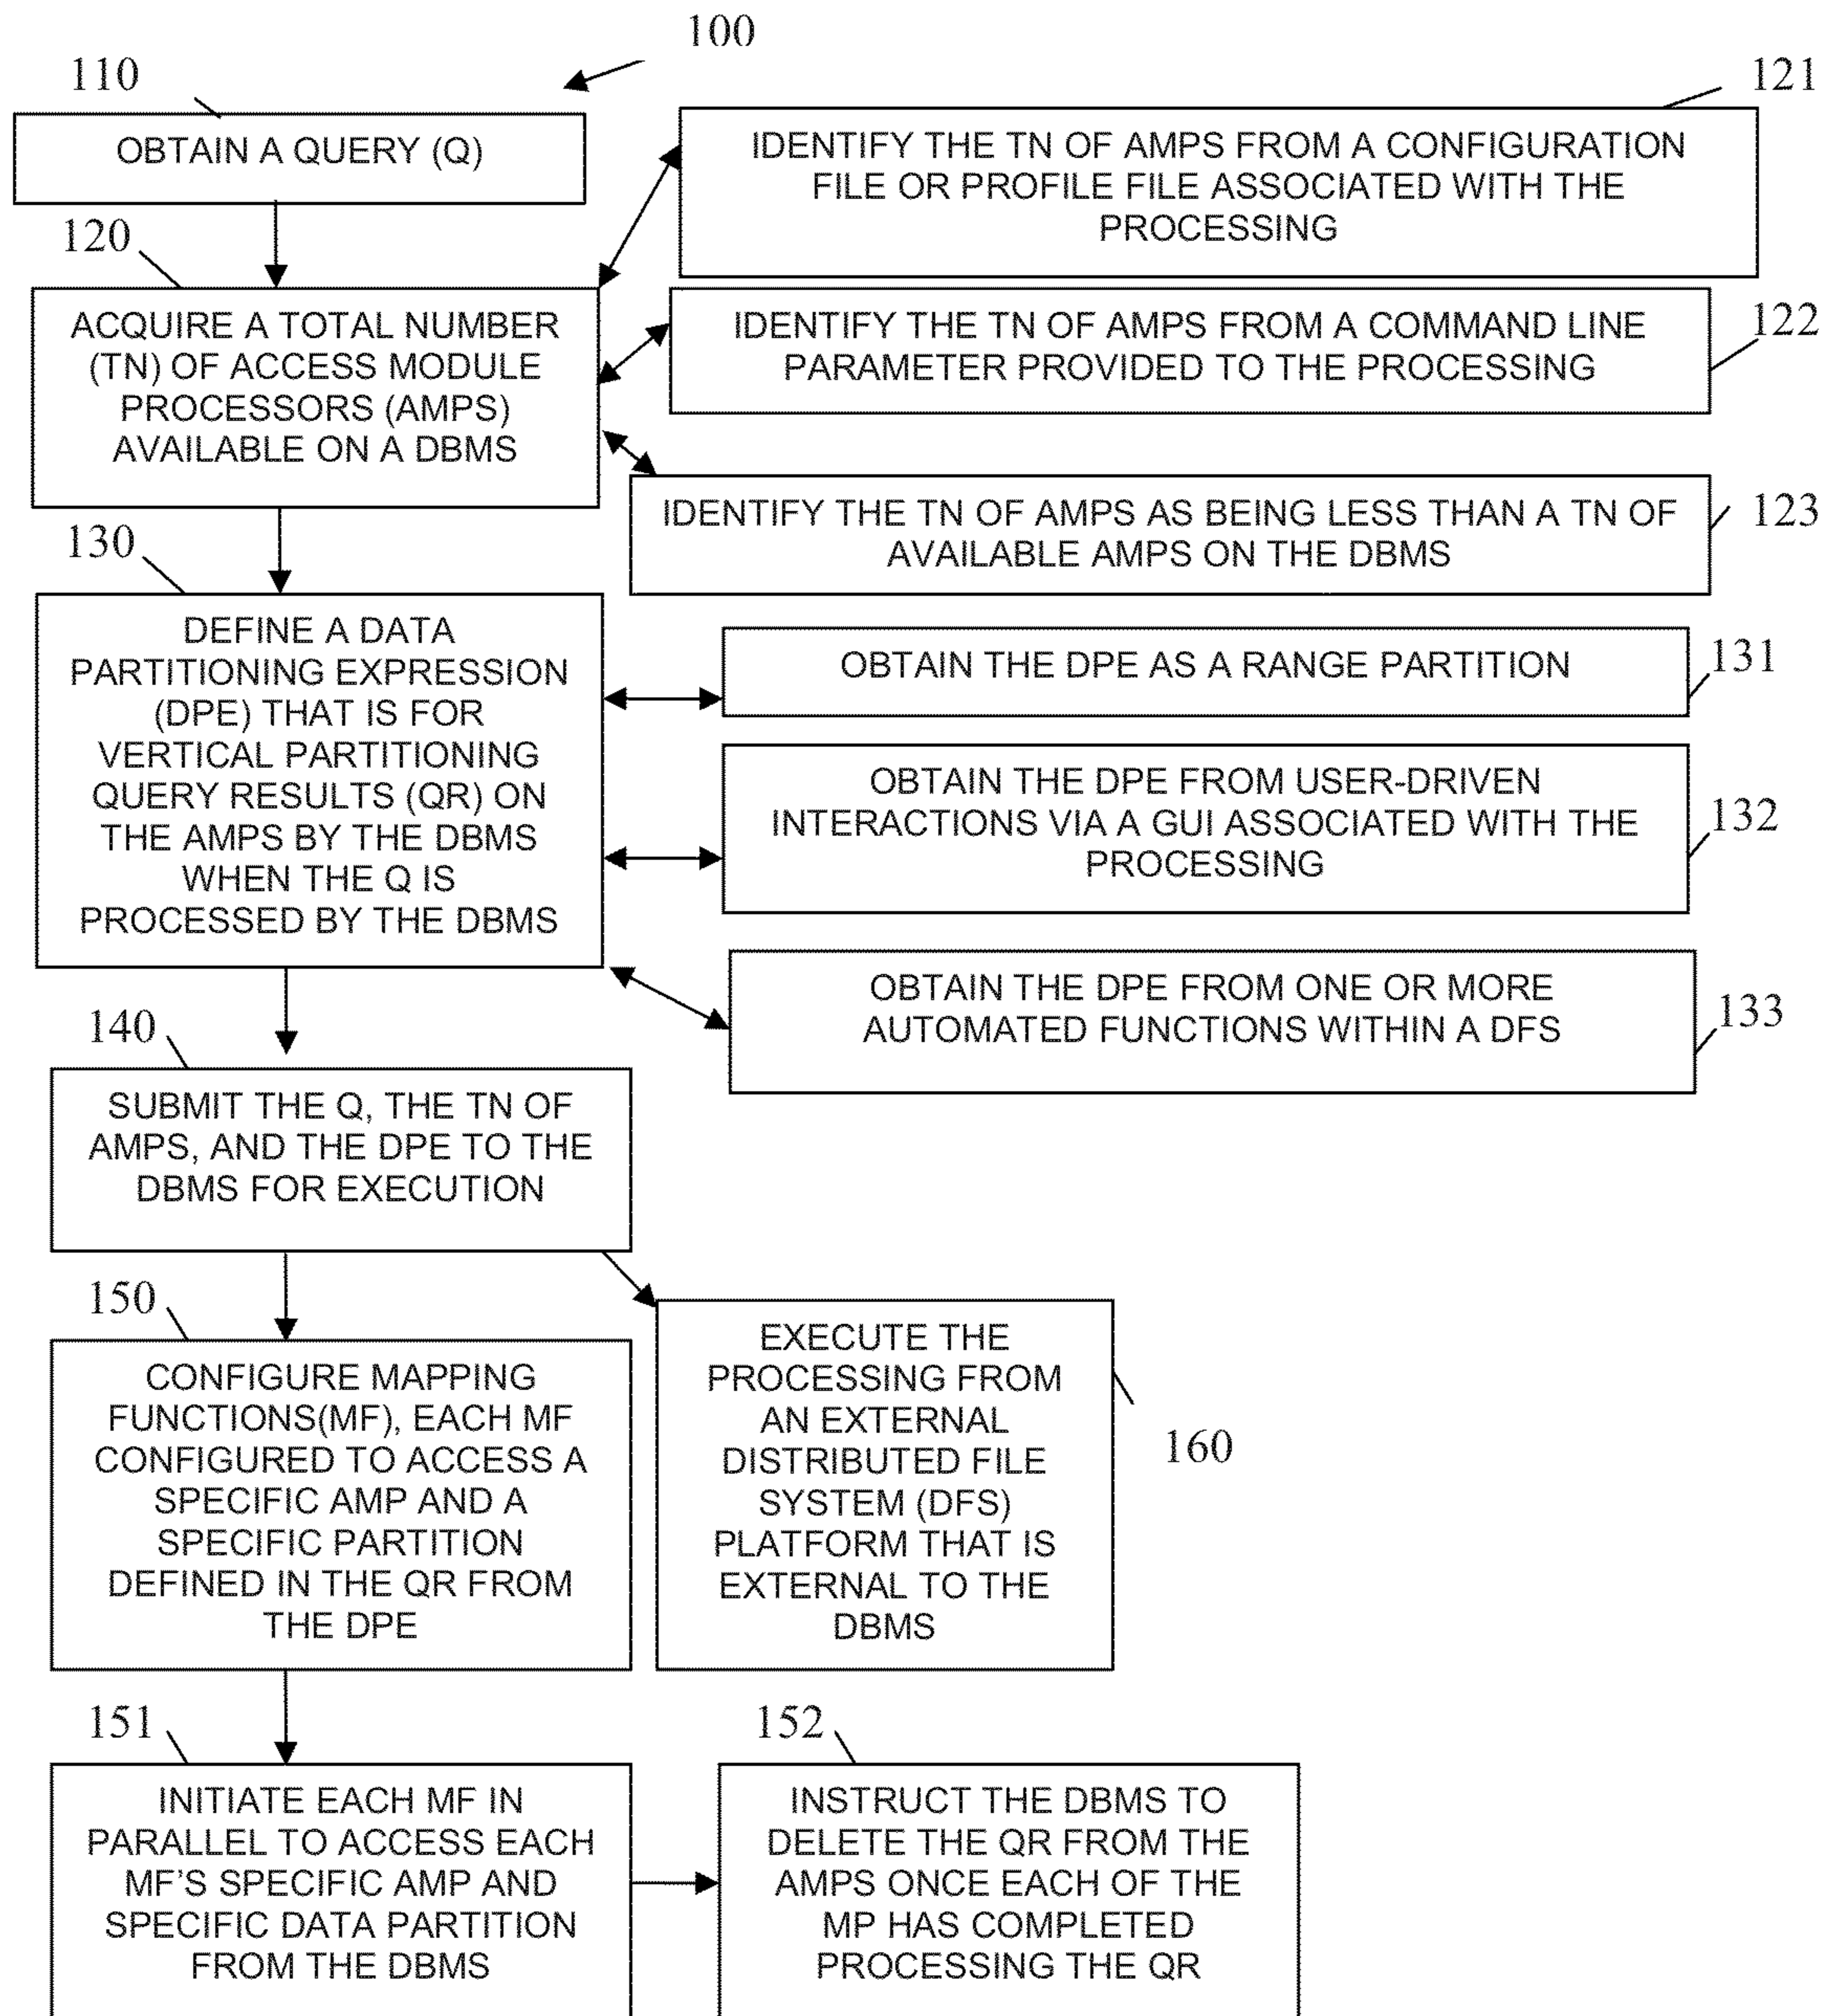 100
110
OBTAIN A QUERY (Q)
121
IDENTIFY THE TN OF AMPS FROM A CONFIGURATION
FILE OR PROFILE FILE ASSOCIATED WITH THE
PROCESSING
120
ACQUIRE A TOTAL NUMBER
(TN) OF ACCESS MODULE
PROCESSORS (AMPS)
AVAILABLE ON A DBMS
IDENTIFY THE TN OF AMPS FROM A COMMAND LINE
PARAMETER PROVIDED TO THE PROCESSING
122
IDENTIFY THE TN OF AMPS AS BEING LESS THAN A TN OF
AVAILABLE AMPS ON THE DBMS
123
130
DEFINE A DATA
PARTITIONING EXPRESSION
(DPE) THAT IS FOR
VERTICAL PARTITIONING
QUERY RESULTS (QR) ON
THE AMPS BY THE DBMS
WHEN THE Q IS
PROCESSED BY THE DBMS
OBTAIN THE DPE AS A RANGE PARTITION
131
OBTAIN THE DPE FROM USER-DRIVEN
INTERACTIONS VIA A GUI ASSOCIATED WITH THE
PROCESSING
132
OBTAIN THE DPE FROM ONE OR MORE
AUTOMATED FUNCTIONS WITHIN A DFS
133
140
SUBMIT THE Q, THE TN OF
AMPS, AND THE DPE TO THE
DBMS FOR EXECUTION
150
CONFIGURE MAPPING
FUNCTIONS(MF), EACH MF
CONFIGURED TO ACCESS A
SPECIFIC AMP AND A
SPECIFIC PARTITION
DEFINED IN THE QR FROM
THE DPE
EXECUTE THE
PROCESSING FROM
AN EXTERNAL
DISTRIBUTED FILE
SYSTEM (DFS)
PLATFORM THAT IS
EXTERNAL TO THE
DBMS
160
151
INITIATE EACH MF IN
PARALLEL TO ACCESS EACH
MF'S SPECIFIC AMP AND
SPECIFIC DATA PARTITION
FROM THE DBMS
152
INSTRUCT THE DBMS TO
DELETE THE QR FROM THE
AMPS ONCE EACH OF THE
MP HAS COMPLETED
PROCESSING THE QR